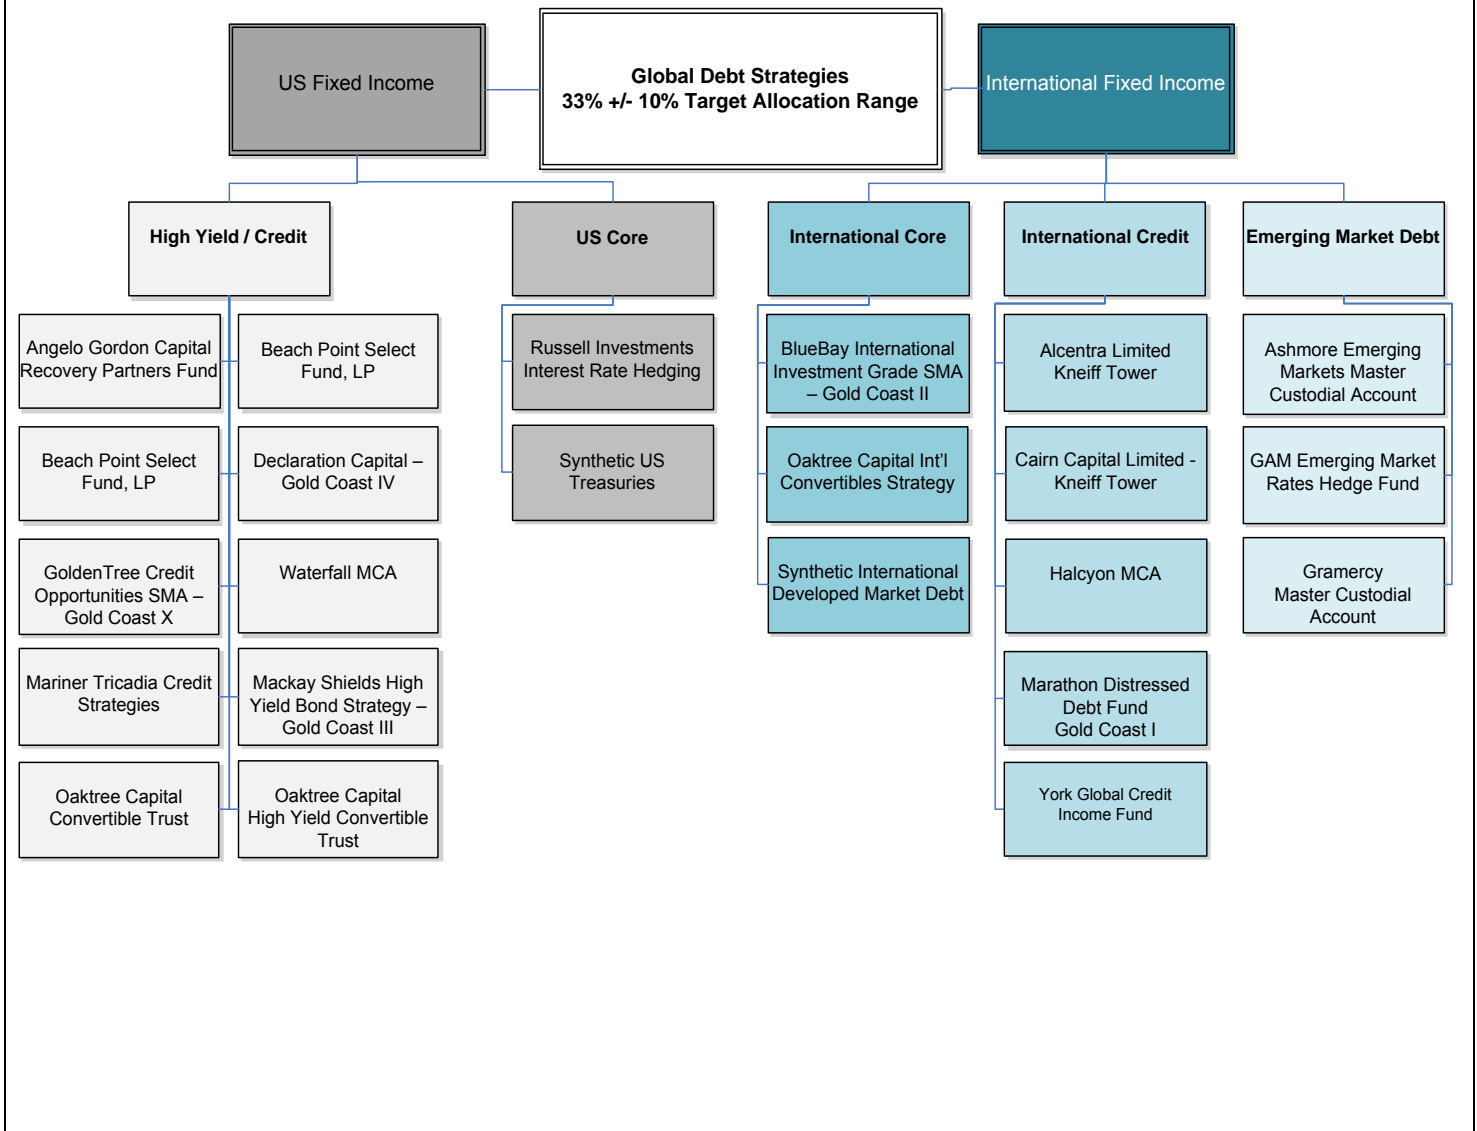 US Fixed Income
Global Debt Strategies
33% +/- 10% Target Allocation Range
International Fixed Income
High Yield / Credit
US Core
International Core
International Credit
Emerging Market Debt
Angelo Gordon Capital
Recovery Partners Fund
Beach Point Select
Fund, LP
Beach Point Select
Fund, LP
Declaration Capital –
Gold Coast IV
GoldenTree Credit
Opportunities SMA –
Gold Coast X
Waterfall MCA
Mariner Tricadia Credit
Strategies
Mackay Shields High
Yield Bond Strategy –
Gold Coast III
Oaktree Capital
Convertible Trust
Oaktree Capital
High Yield Convertible
Trust
Russell Investments
Interest Rate Hedging
Synthetic US
Treasuries
BlueBay International
Investment Grade SMA
– Gold Coast II
Oaktree Capital Int'l
Convertibles Strategy
Synthetic International
Developed Market Debt
Alcentra Limited
Kneiff Tower
Cairn Capital Limited -
Kneiff Tower
Halcyon MCA
Marathon Distressed
Debt Fund
Gold Coast I
York Global Credit
Income Fund
Ashmore Emerging
Markets Master
Custodial Account
GAM Emerging Market
Rates Hedge Fund
Gramercy
Master Custodial
Account